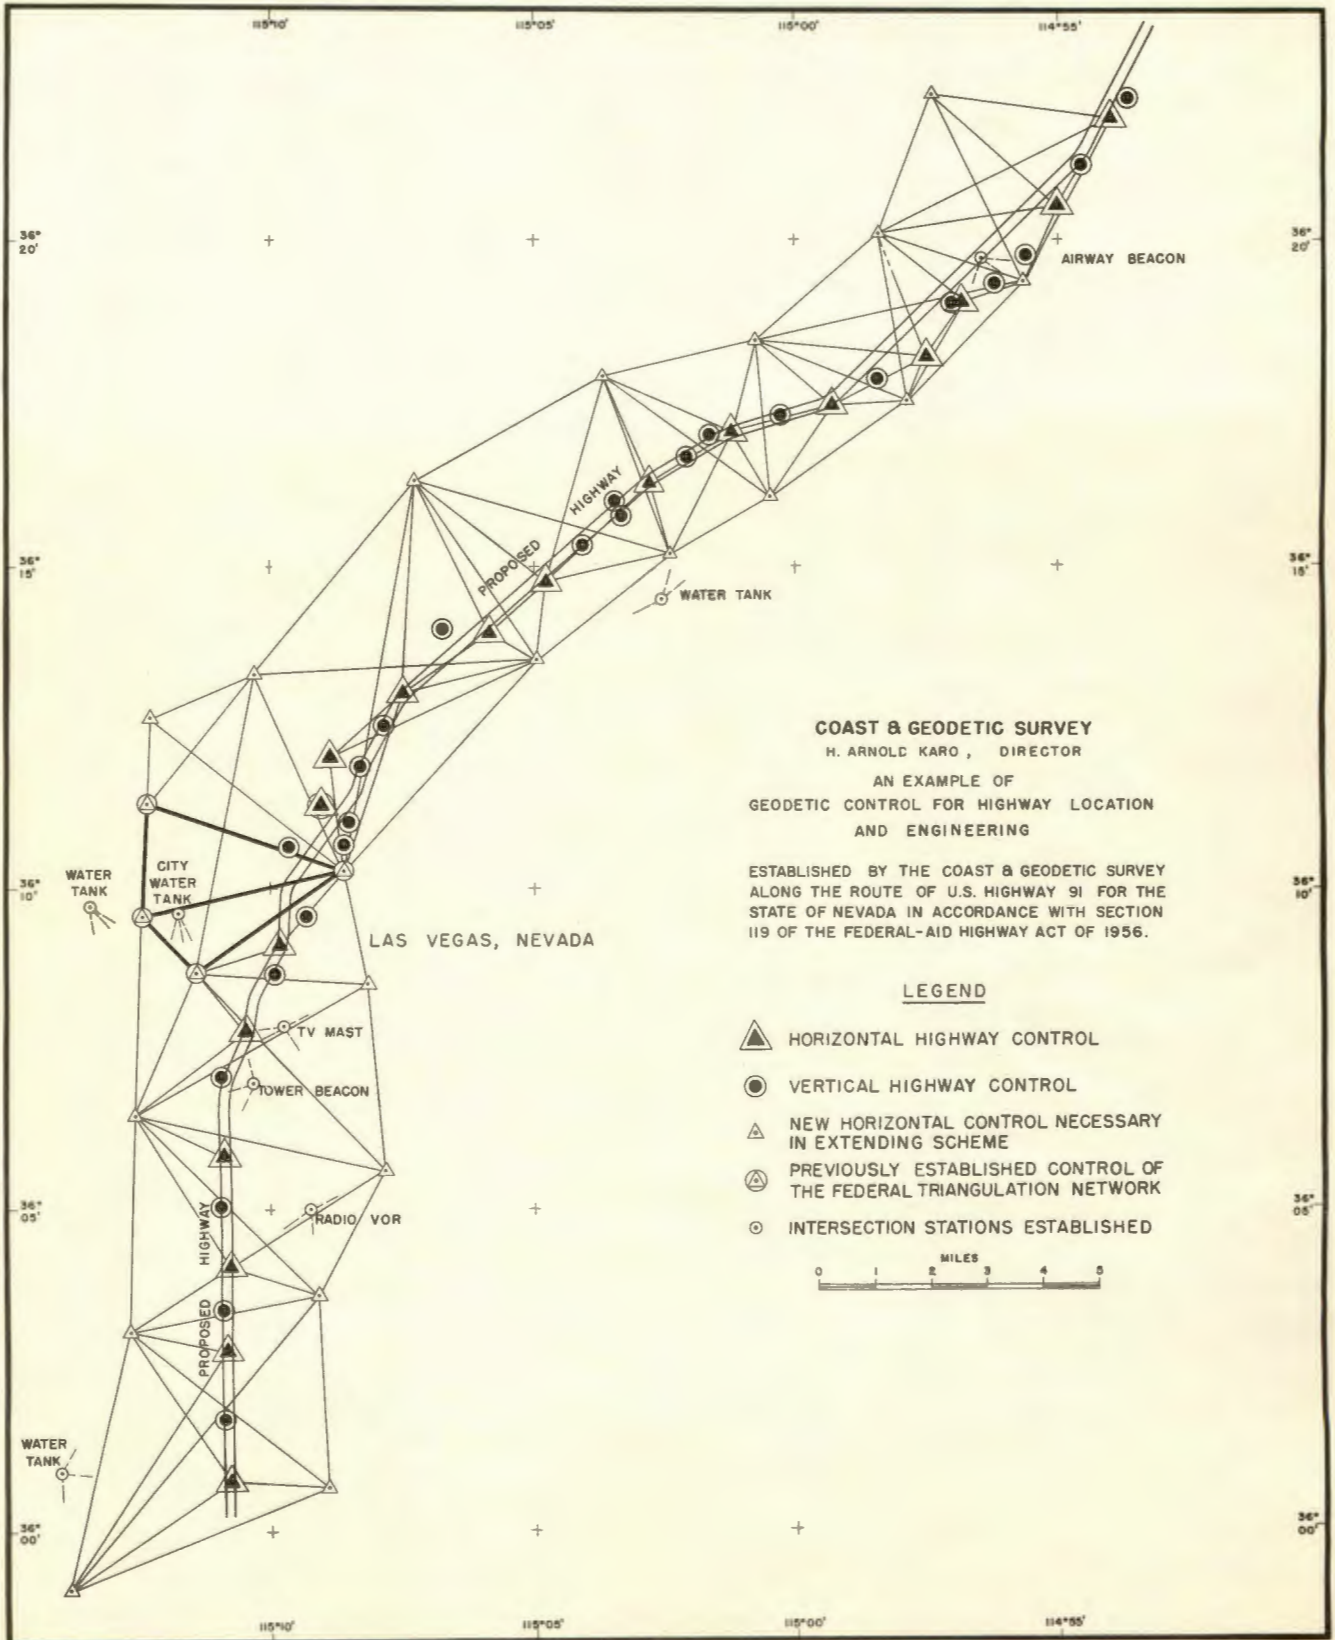 115°10' 115°05' 115°00' 114°55'
36° 20'
36° 20'
AIRWAY BEACON
PROPOSED HIGHWAY
36° 15'
36° 15'
WATER TANK
COAST & GEODETIC SURVEY
H. ARNOLD KARO, DIRECTOR
AN EXAMPLE OF
GEODETIC CONTROL FOR HIGHWAY LOCATION
AND ENGINEERING
ESTABLISHED BY THE COAST & GEODETIC SURVEY
ALONG THE ROUTE OF U.S. HIGHWAY 91 FOR THE
STATE OF NEVADA IN ACCORDANCE WITH SECTION
119 OF THE FEDERAL-AID HIGHWAY ACT OF 1956.
WATER
TANK
CITY
WATER
TANK
36° 10'
36° 10'
LAS VEGAS, NEVADA
LEGEND
HORIZONTAL HIGHWAY CONTROL
VERTICAL HIGHWAY CONTROL
NEW HORIZONTAL CONTROL NECESSARY
IN EXTENDING SCHEME
PREVIOUSLY ESTABLISHED CONTROL OF
THE FEDERAL TRIANGULATION NETWORK
INTERSECTION STATIONS ESTABLISHED
MILES
0 1 2 3 4 5
TV MAST
TOWER BEACON
36° 05'
36° 05'
RADIO VOR
PROPOSED HIGHWAY
WATER
TANK
36° 00'
36° 00'
115°10' 115°05' 115°00' 114°55'